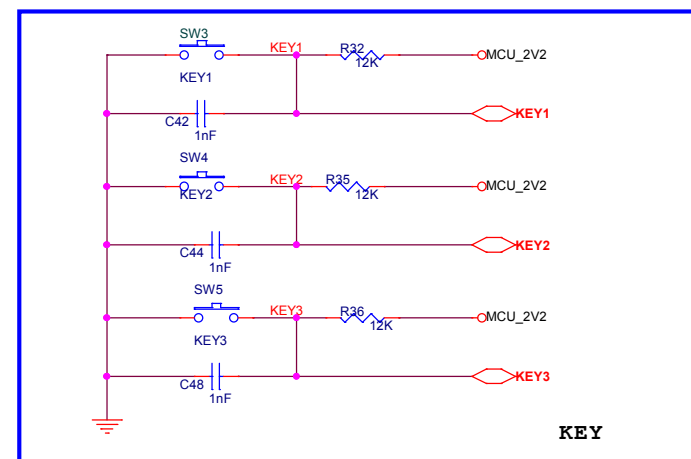 SW3
KEY1
R32
12K
MCU_2V2
KEY1
C42
1nF
KEY1
SW4
KEY2
R35
12K
MCU_2V2
KEY2
C44
1nF
KEY2
SW5
KEY3
R36
12K
MCU_2V2
KEY3
C48
1nF
KEY3
KEY